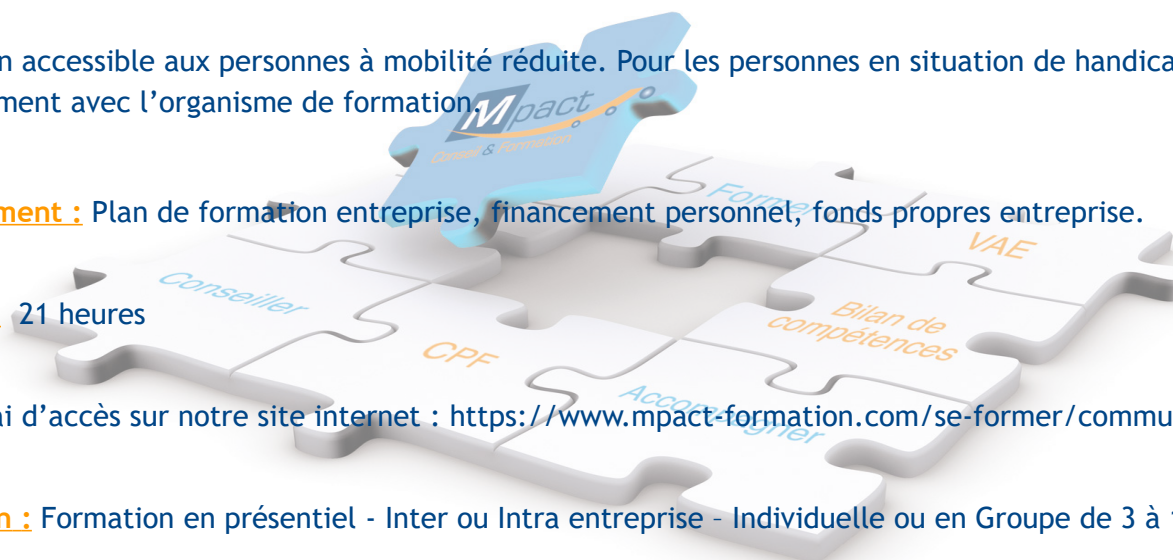 n accessible aux personnes à mobilité réduite. Pour les personnes en situation de handica
ment avec l’organisme de formation.
Mpact
Conseil & Formation
Former
ment : Plan de formation entreprise, financement personnel, fonds propres entreprise.
VAE
Conseiller
21 heures
Bilan de
compétences
CPF
Accompagner
ai d’accès sur notre site internet : https://www.mpact-formation.com/se-former/commu
n : Formation en présentiel - Inter ou Intra entreprise – Individuelle ou en Groupe de 3 à 1